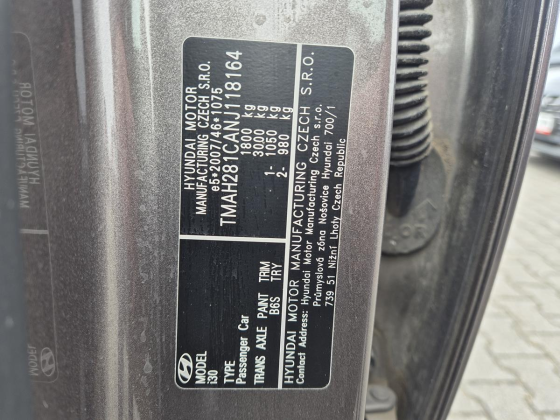 HYUNDAI MOTOR
MANUFACTURING CZECH S.R.O.
e5*2007/46*1075
TMAH281CANJ118164
1800 kg
3000 kg
1- 1050 kg
2- 980 kg
MODEL
i30
TYPE
Passenger Car
TRANS AXLE PAINT TRIM
B6S TRY
HYUNDAI MOTOR MANUFACTURING CZECH S.R.O.
Contact Address: Hyundai Motor Manufacturing Czech s.r.o.
Průmyslová zóna Nošovice Hyundai 700/1
739 51 Nižní Lhoty Czech Republic